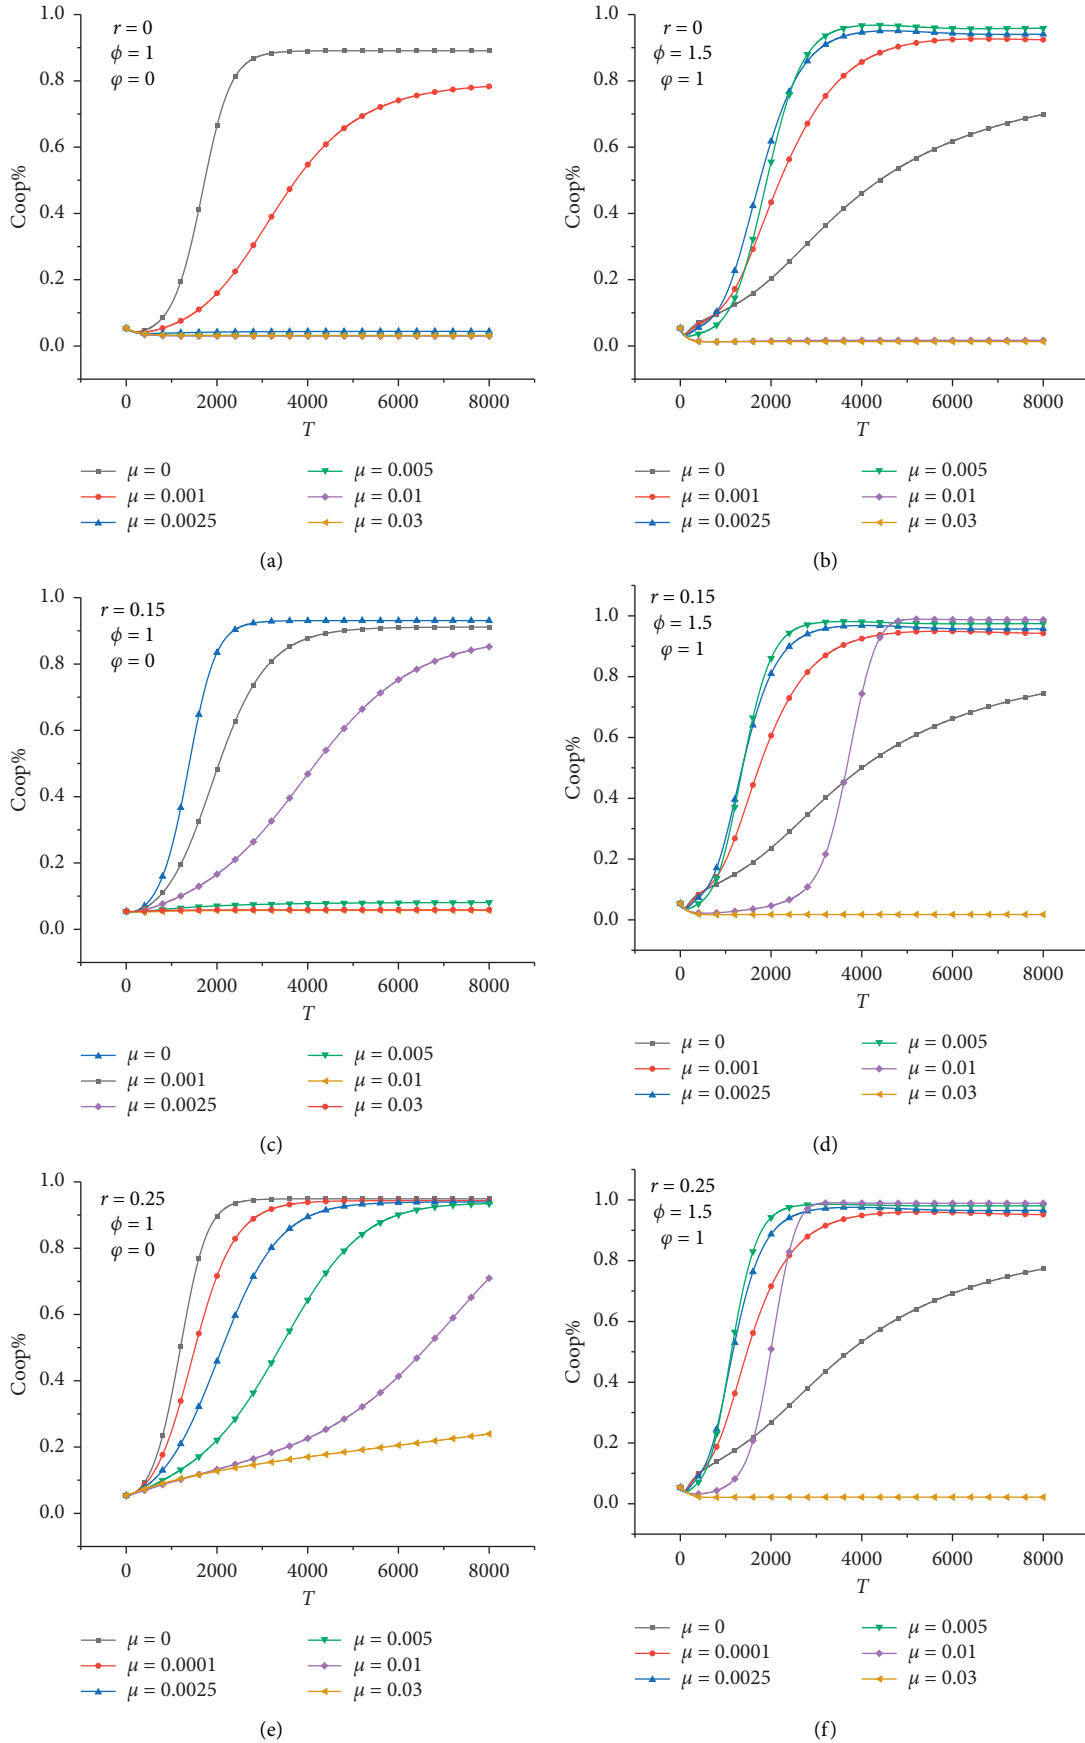 r = 0
ϕ = 1
φ = 0
1.0
0.8
0.6
0.4
0.2
0.0
Coop%
0 2000 4000 6000 8000
T
μ = 0 μ = 0.005
μ = 0.001 μ = 0.01
μ = 0.0025 μ = 0.03
(a)
r = 0
ϕ = 1.5
φ = 1
1.0
0.8
0.6
0.4
0.2
0.0
Coop%
0 2000 4000 6000 8000
T
μ = 0 μ = 0.005
μ = 0.001 μ = 0.01
μ = 0.0025 μ = 0.03
(b)
r = 0.15
ϕ = 1
φ = 0
1.0
0.8
0.6
0.4
0.2
0.0
Coop%
0 2000 4000 6000 8000
T
μ = 0 μ = 0.005
μ = 0.001 μ = 0.01
μ = 0.0025 μ = 0.03
(c)
r = 0.15
ϕ = 1.5
φ = 1
1.0
0.8
0.6
0.4
0.2
0.0
Coop%
0 2000 4000 6000 8000
T
μ = 0 μ = 0.005
μ = 0.001 μ = 0.01
μ = 0.0025 μ = 0.03
(d)
r = 0.25
ϕ = 1
φ = 0
1.0
0.8
0.6
0.4
0.2
0.0
Coop%
0 2000 4000 6000 8000
T
μ = 0 μ = 0.005
μ = 0.0001 μ = 0.01
μ = 0.0025 μ = 0.03
(e)
r = 0.25
ϕ = 1.5
φ = 1
1.0
0.8
0.6
0.4
0.2
0.0
Coop%
0 2000 4000 6000 8000
T
μ = 0 μ = 0.005
μ = 0.0001 μ = 0.01
μ = 0.0025 μ = 0.03
(f)